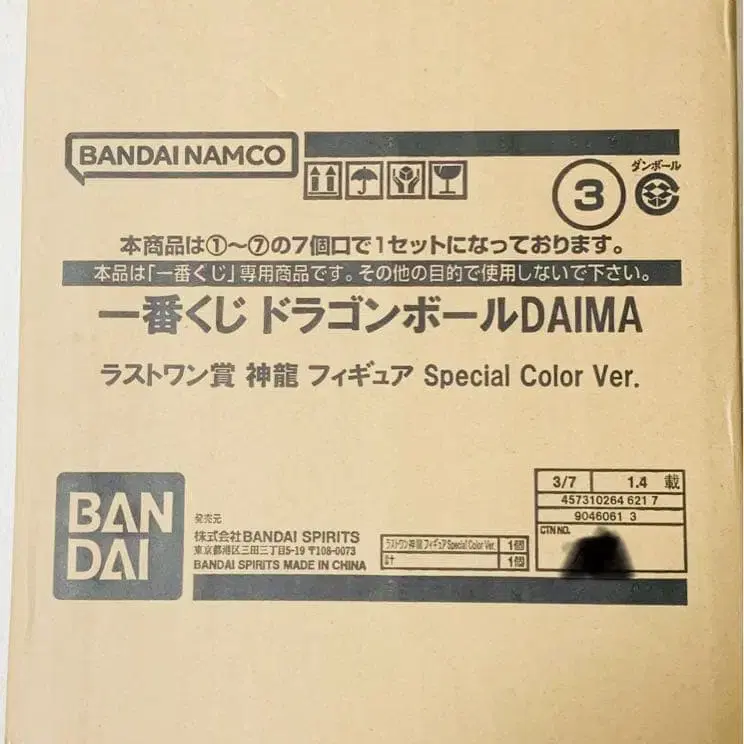 BANDAI NAMCO
ダンボール
3
本商品は①～⑦の7個口で1セットになっております。
本品は「一番くじ」専用商品です。その他の目的で使用しないで下さい。
一番くじ ドラゴンボールDAIMA
ラストワン賞 神龍 フィギュア Special Color Ver.
BAN
DAI
発売元
株式会社BANDAI SPIRITS
東京都港区三田三丁目5-19 〒108-0073
BANDAI SPIRITS MADE IN CHINA
ラストワン賞 神龍 フィギュア Special Color Ver. 1個
計 1個
3/7 1.4 載
457310264 621 7
9046061 3
CTN NO.